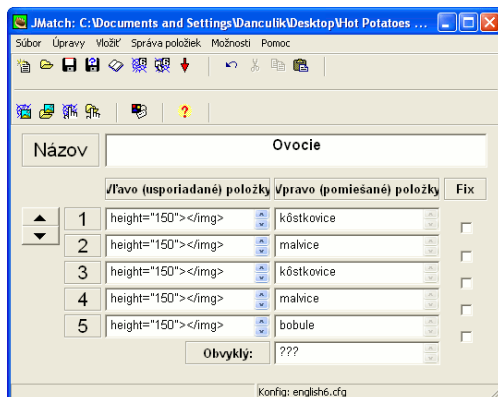 JMatch: C:\Documents and Settings\Danculik\Desktop\Hot Potatoes ...
Súbor Úpravy Vložiť Správa položiek Možnosti Pomoc
Názov Ovocie
Vľavo (usporiadané) položky Vpravo (pomiešané) položky Fix
1 height="150"></img> kôstkovice
2 height="150"></img> malvice
3 height="150"></img> kôstkovice
4 height="150"></img> malvice
5 height="150"></img> bobule
Obvyklý: ???
Konfig: english6.cfg